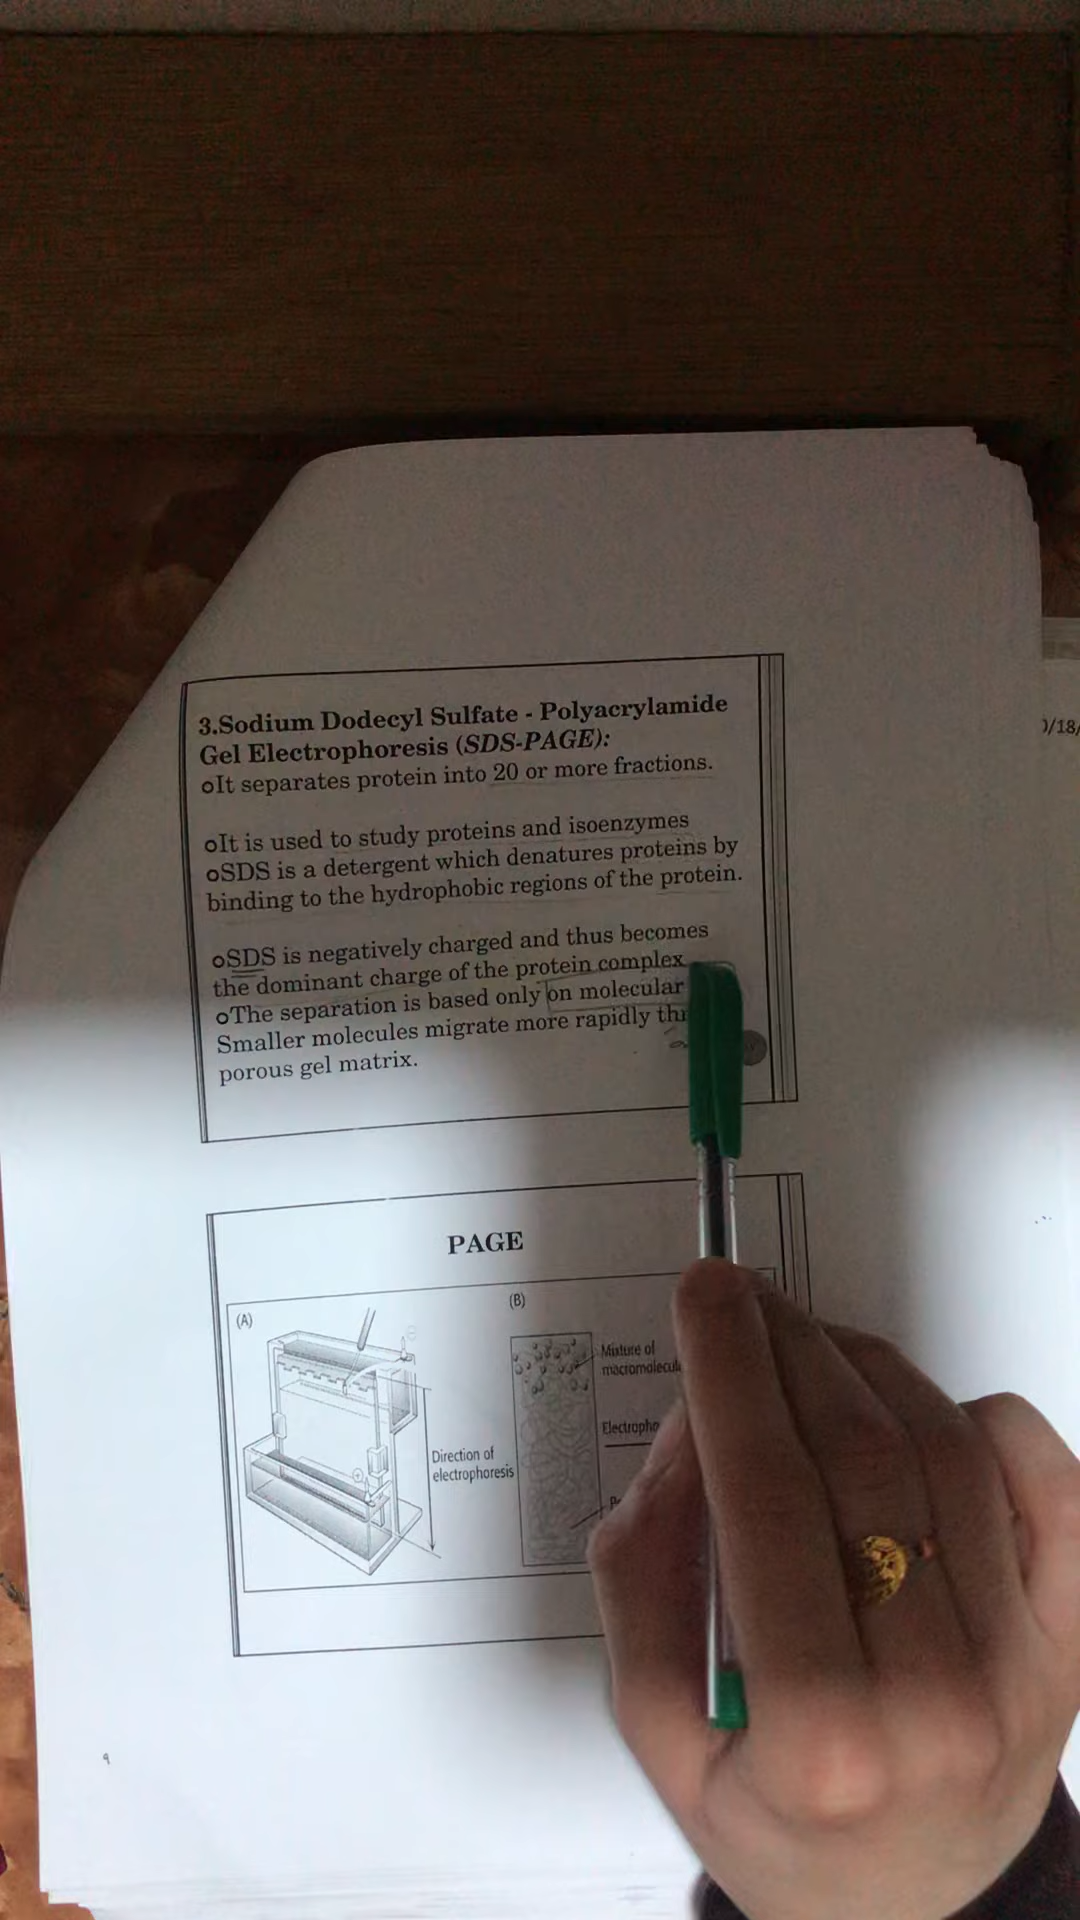 3.Sodium Dodecyl Sulfate - Polyacrylamide
Gel Electrophoresis (SDS-PAGE):
oIt separates protein into 20 or more fractions.
oIt is used to study proteins and isoenzymes
oSDS is a detergent which denatures proteins by
binding to the hydrophobic regions of the protein.
oSDS is negatively charged and thus becomes
the dominant charge of the protein complex
oThe separation is based only on molecular
Smaller molecules migrate more rapidly
porous gel matrix.
PAGE
(A)
(B)
Mixture of
Direction of
electrophoresis
9